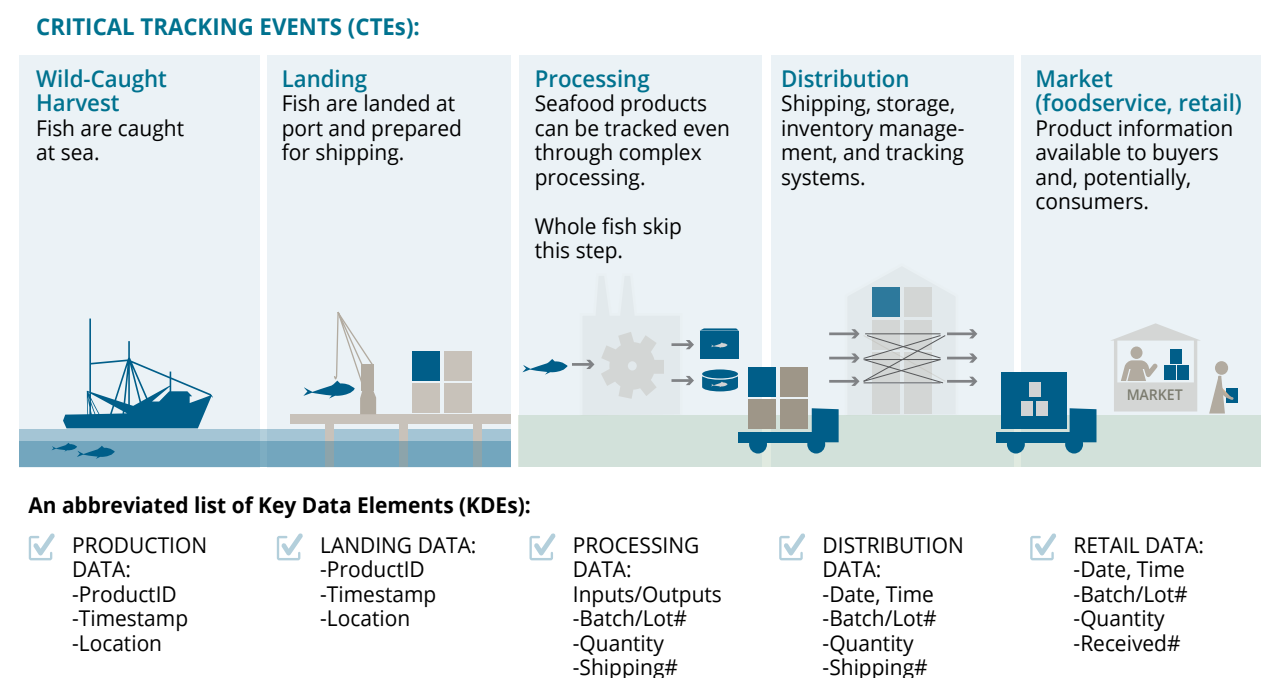 CRITICAL TRACKING EVENTS (CTEs):
Wild-Caught
Harvest
Fish are caught
at sea.
Landing
Fish are landed at
port and prepared
for shipping.
Processing
Seafood products
can be tracked even
through complex
processing.
Whole fish skip
this step.
Distribution
Shipping, storage,
inventory manage-
ment, and tracking
systems.
Market
(foodservice, retail)
Product information
available to buyers
and, potentially,
consumers.
MARKET
An abbreviated list of Key Data Elements (KDEs):
PRODUCTION
DATA:
-ProductID
-Timestamp
-Location
LANDING DATA:
-ProductID
-Timestamp
-Location
PROCESSING
DATA:
Inputs/Outputs
-Batch/Lot#
-Quantity
-Shipping#
DISTRIBUTION
DATA:
-Date, Time
-Batch/Lot#
-Quantity
-Shipping#
RETAIL DATA:
-Date, Time
-Batch/Lot#
-Quantity
-Received#